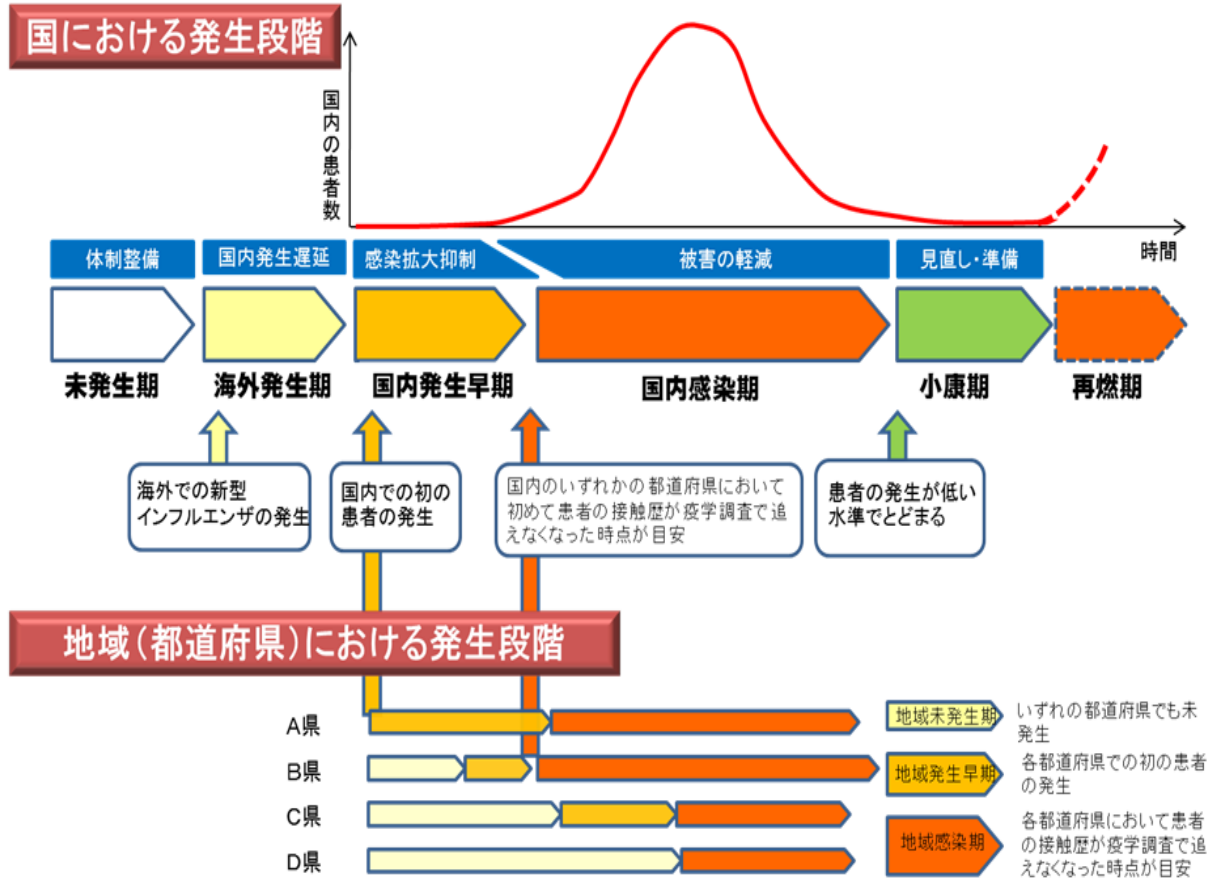 国における発生段階
国内の患者数
時間
体制整備
国内発生遅延
感染拡大抑制
被害の軽減
見直し・準備
未発生期
海外発生期
国内発生早期
国内感染期
小康期
再燃期
海外での新型
インフルエンザの発生
国内での初の
患者の発生
国内のいずれかの都道府県において
初めて患者の接触歴が疫学調査で追
えなくなった時点が目安
患者の発生が低い
水準でとどまる
地域(都道府県)における発生段階
A県
B県
C県
D県
地域未発生期
いずれの都道府県でも未
発生
地域発生早期
各都道府県での初の患者
の発生
地域感染期
各都道府県において患者
の接触歴が疫学調査で追
えなくなった時点が目安